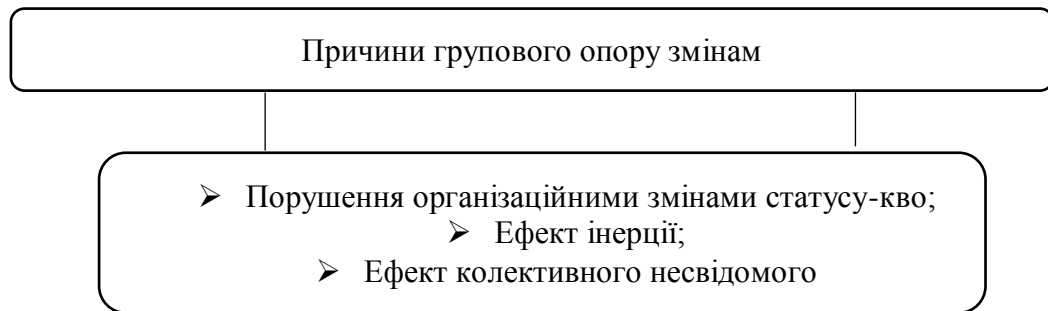 Причини групового опору змінам
➢ Порушення організаційними змінами статусу-кво;
➢ Ефект інерції;
➢ Ефект колективного несвідомого